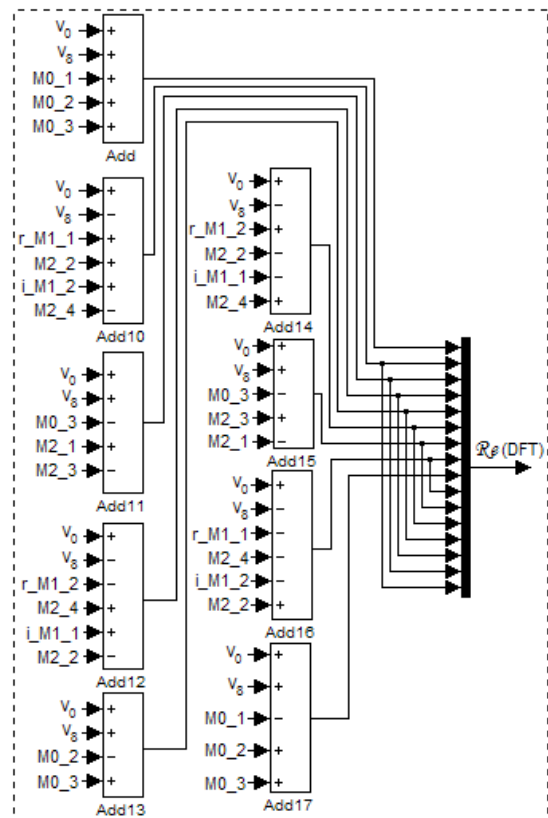 V0 +
V8 +
M0_1 +
M0_2 +
M0_3 +
Add
V0 +
V8 −
r_M1_1 +
M2_2 +
i_M1_2 +
M2_4 −
Add10
V0 +
V8 +
M0_3 −
M2_1 +
M2_3 −
Add11
V0 +
V8 −
r_M1_2 −
M2_4 +
i_M1_1 +
M2_2 −
Add12
V0 +
V8 +
M0_2 −
M0_3 +
Add13
V0 +
V8 −
r_M1_2 +
M2_2 −
i_M1_1 −
M2_4 +
Add14
V0 +
V8 +
M0_3 −
M2_3 +
M2_1 −
Add15
V0 +
V8 −
r_M1_1 −
M2_4 −
i_M1_2 −
M2_2 +
Add16
V0 +
V8 +
M0_1 −
M0_2 +
M0_3 +
Add17
ℛℯ(DFT)